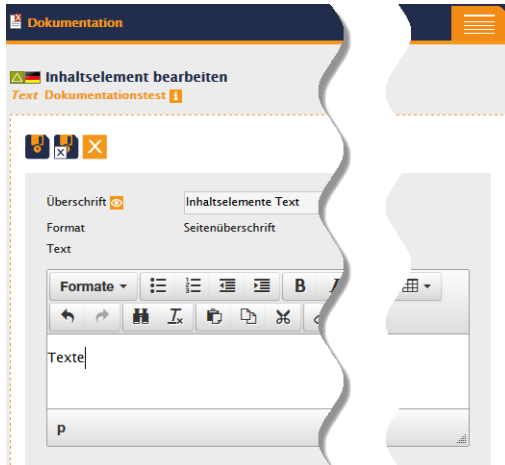 Dokumentation
Inhaltselement bearbeiten
Text Dokumentationstest i
Überschrift Inhaltselemente Text
Format Seitenüberschrift
Text
Formate B I
Texte
p